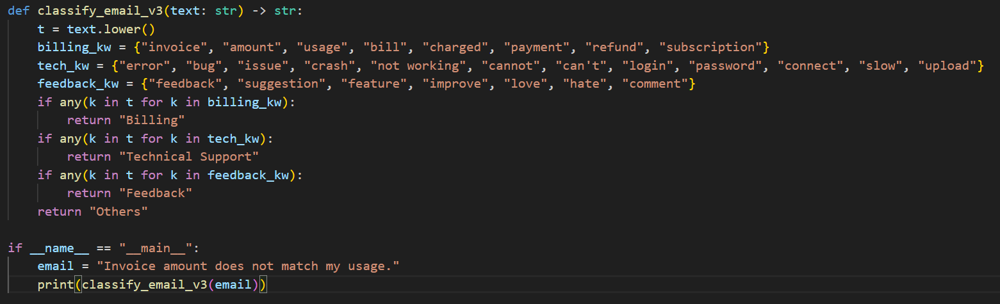 def classify_email_v3(text: str) -> str:
    t = text.lower()
    billing_kw = {"invoice", "amount", "usage", "bill", "charged", "payment", "refund", "subscription"}
    tech_kw = {"error", "bug", "issue", "crash", "not working", "cannot", "can't", "login", "password", "connect", "slow", "upload"}
    feedback_kw = {"feedback", "suggestion", "feature", "improve", "love", "hate", "comment"}
    if any(k in t for k in billing_kw):
        return "Billing"
    if any(k in t for k in tech_kw):
        return "Technical Support"
    if any(k in t for k in feedback_kw):
        return "Feedback"
    return "Others"

if __name__ == "__main__":
    email = "Invoice amount does not match my usage."
    print(classify_email_v3(email))